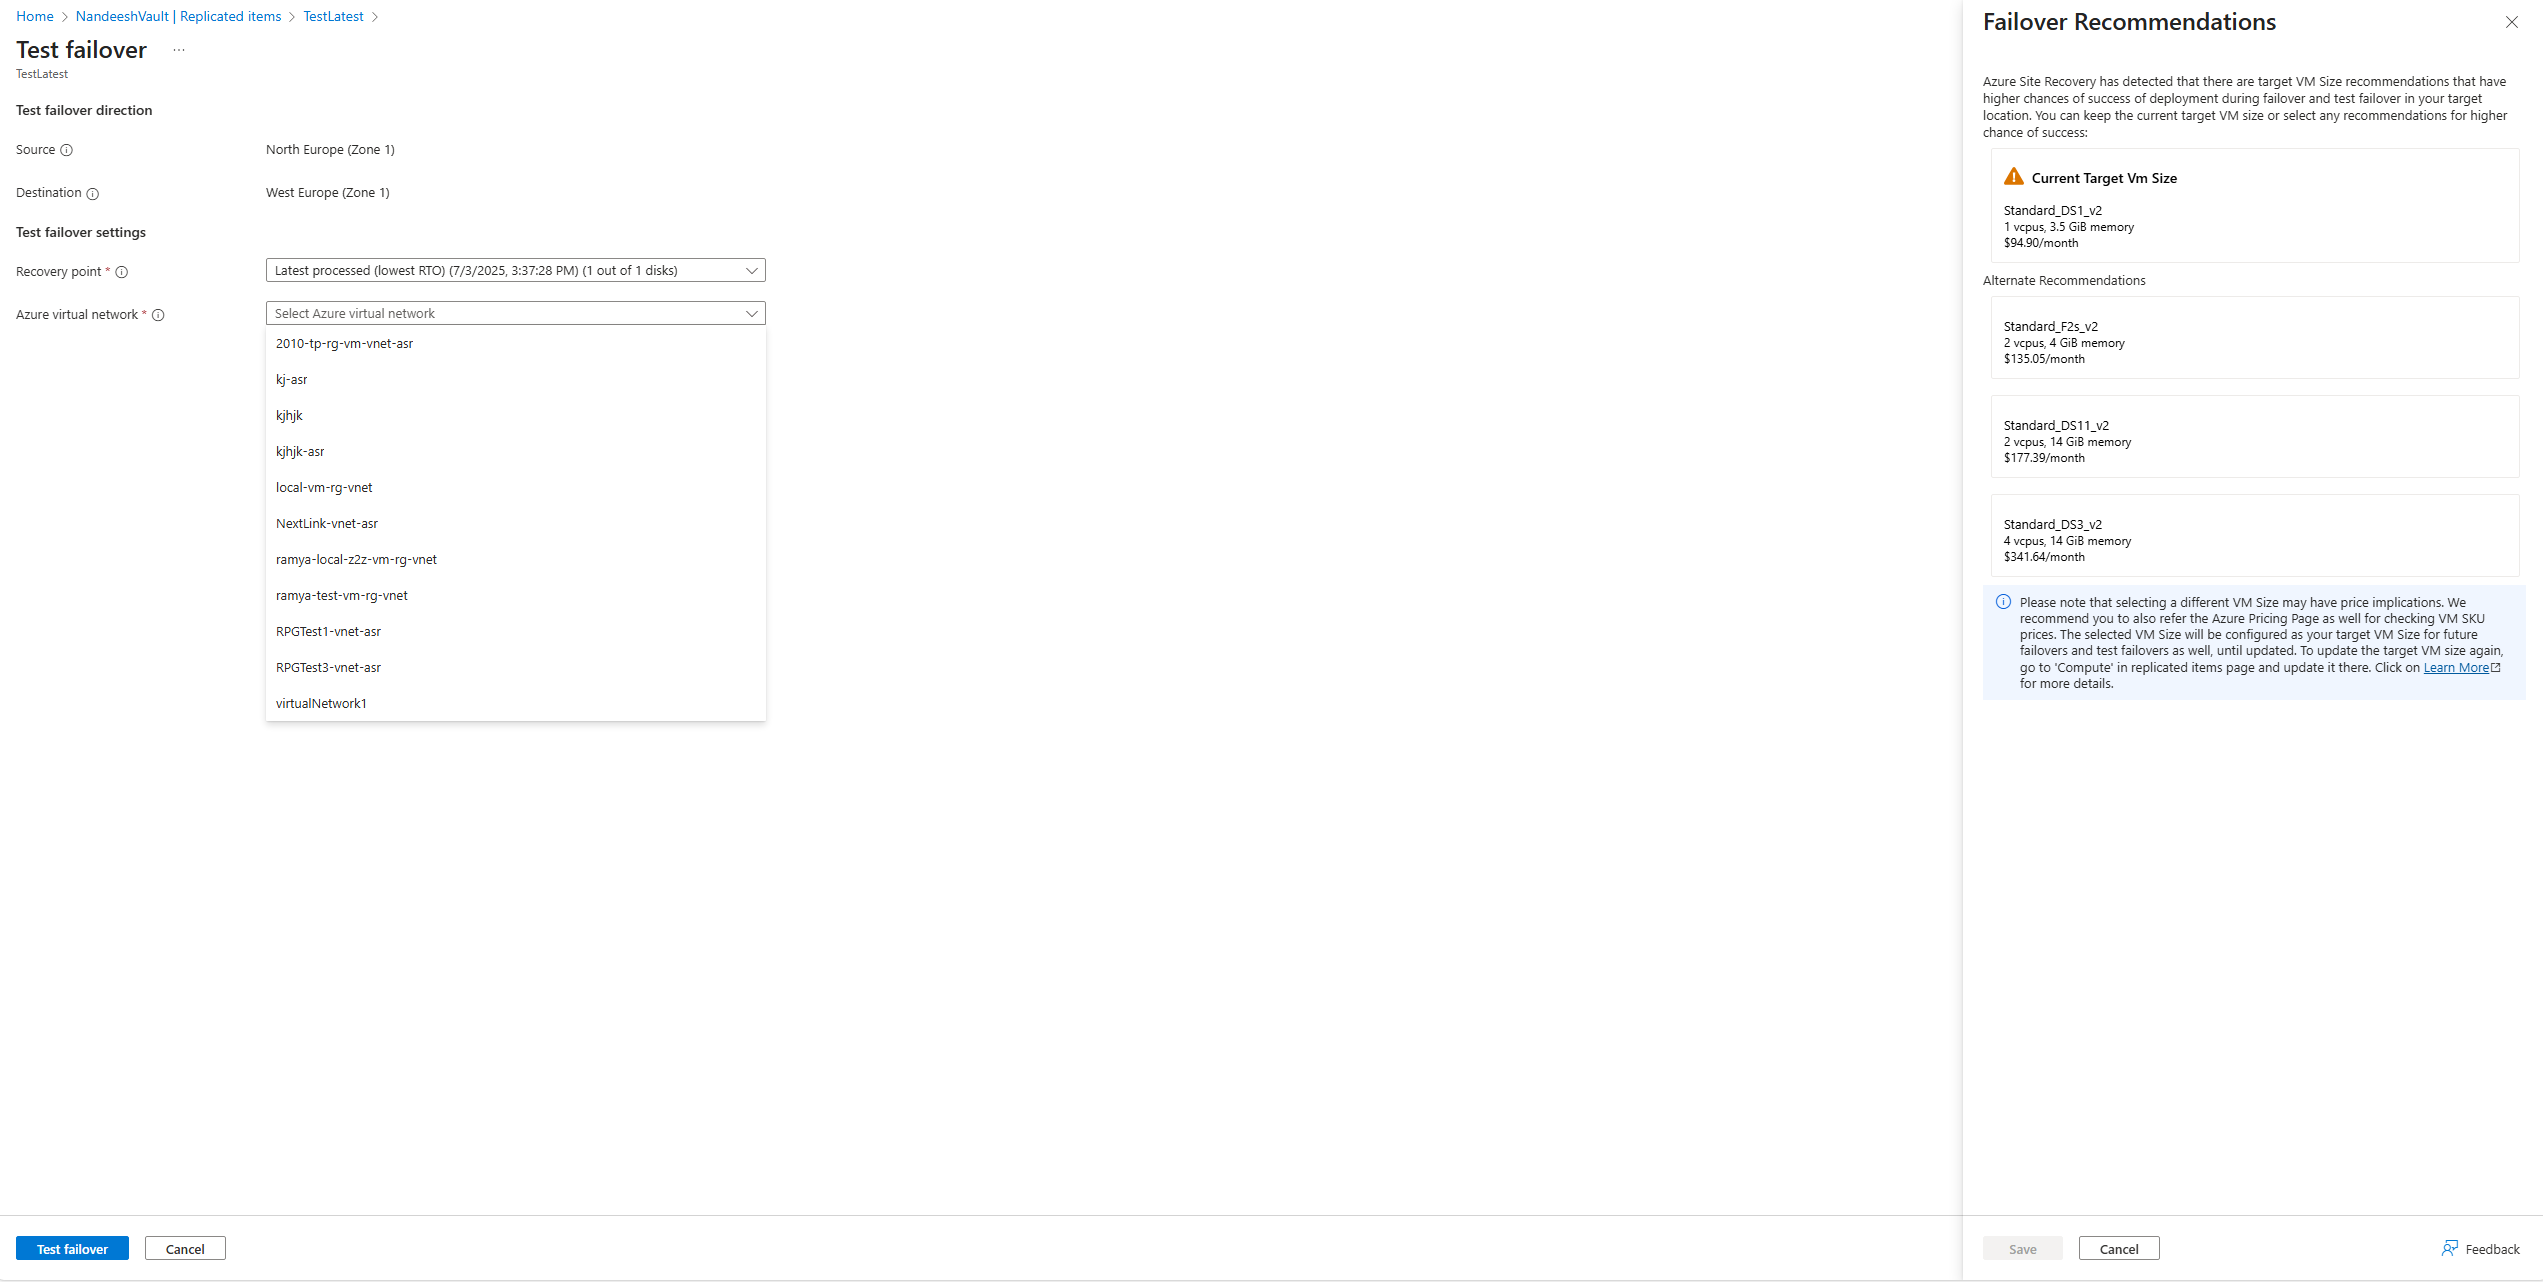 Home > NandeeshVault | Replicated items > TestLatest >
Test failover ...
TestLatest
Test failover direction
Source
North Europe (Zone 1)
Destination
West Europe (Zone 1)
Test failover settings
Recovery point *
Latest processed (lowest RTO) (7/3/2025, 3:37:28 PM) (1 out of 1 disks)
Azure virtual network *
Select Azure virtual network
2010-tp-rg-vm-vnet-asr
kj-asr
kjhjk
kjhjk-asr
local-vm-rg-vnet
NextLink-vnet-asr
ramya-local-z2z-vm-rg-vnet
ramya-test-vm-rg-vnet
RPGTest1-vnet-asr
RPGTest3-vnet-asr
virtualNetwork1
Test failover
Cancel
Failover Recommendations
Azure Site Recovery has detected that there are target VM Size recommendations that have
higher chances of success of deployment during failover and test failover in your target
location. You can keep the current target VM size or select any recommendations for higher
chance of success:
Current Target Vm Size
Standard_DS1_v2
1 vcpus, 3.5 GiB memory
$94.90/month
Alternate Recommendations
Standard_F2s_v2
2 vcpus, 4 GiB memory
$135.05/month
Standard_DS11_v2
2 vcpus, 14 GiB memory
$177.39/month
Standard_DS3_v2
4 vcpus, 14 GiB memory
$341.64/month
Please note that selecting a different VM Size may have price implications. We
recommend you to also refer the Azure Pricing Page as well for checking VM SKU
prices. The selected VM Size will be configured as your target VM Size for future
failovers and test failovers as well, until updated. To update the target VM size again,
go to 'Compute' in replicated items page and update it there. Click on Learn More
for more details.
Save
Cancel
Feedback